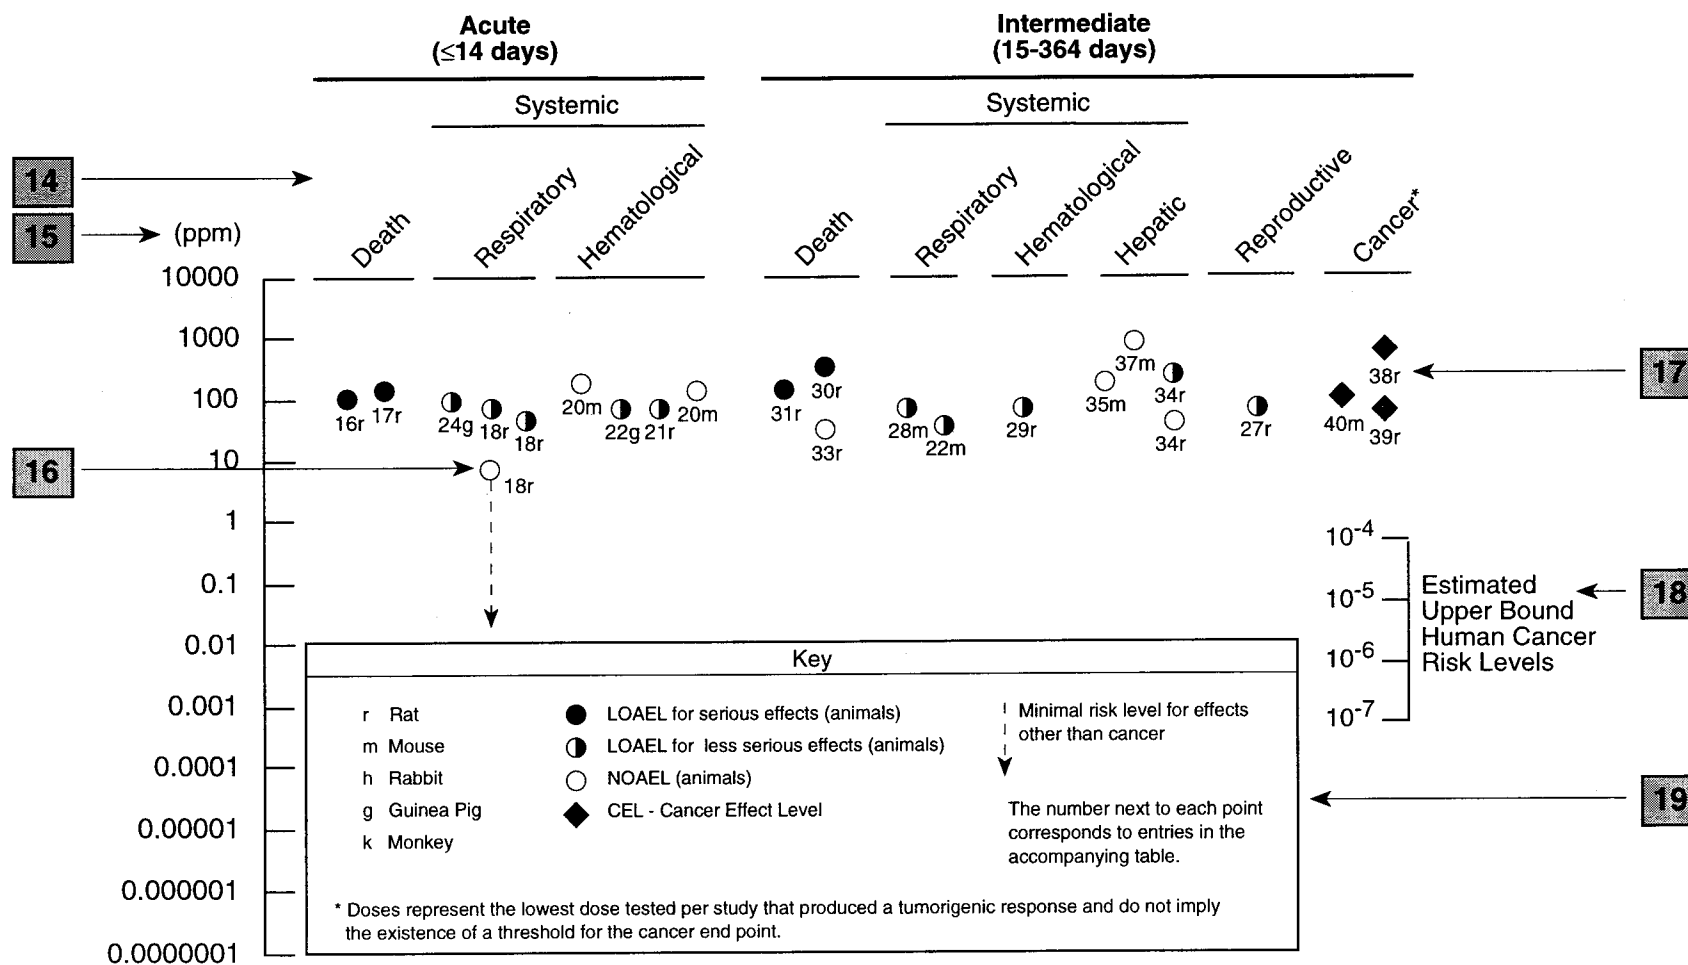 Acute
(≤14 days)
Intermediate
(15-364 days)
Systemic
Systemic
14
15
(ppm)
Death
Respiratory
Hematological
Death
Respiratory
Hematological
Hepatic
Reproductive
Cancer*
10000
1000
100
10
1
0.1
0.01
0.001
0.0001
0.00001
0.000001
0.0000001
16r
17r
24g
18r
18r
18r
20m
22g
21r
20m
31r
30r
33r
28m
22m
29r
35m
37m
34r
34r
27r
40m
38r
39r
16
17
10-4
10-5
10-6
10-7
Estimated
Upper Bound
Human Cancer
Risk Levels
18
Key
r Rat
m Mouse
h Rabbit
g Guinea Pig
k Monkey
LOAEL for serious effects (animals)
LOAEL for less serious effects (animals)
NOAEL (animals)
CEL - Cancer Effect Level
Minimal risk level for effects
other than cancer
The number next to each point
corresponds to entries in the
accompanying table.
19
* Doses represent the lowest dose tested per study that produced a tumorigenic response and do not imply
the existence of a threshold for the cancer end point.